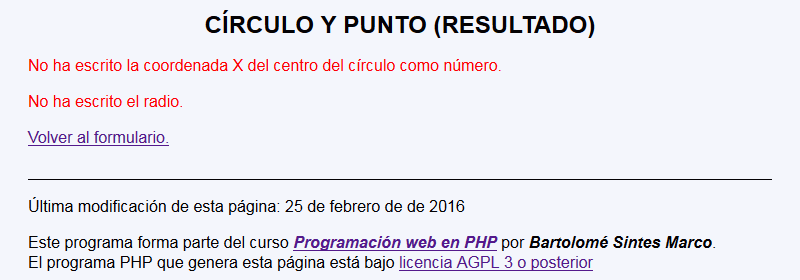 CÍRCULO Y PUNTO (RESULTADO)
No ha escrito la coordenada X del centro del círculo como número.
No ha escrito el radio.
Volver al formulario.
Última modificación de esta página: 25 de febrero de de 2016
Este programa forma parte del curso Programación web en PHP por Bartolomé Sintes Marco.
El programa PHP que genera esta página está bajo licencia AGPL 3 o posterior